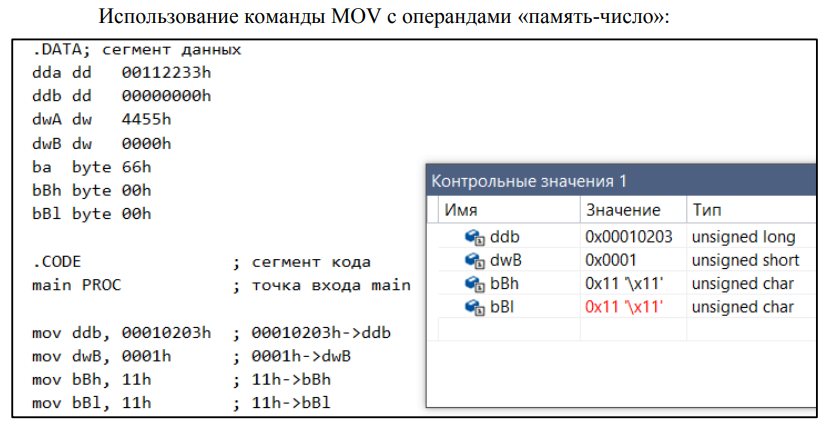 Использование команды MOV с операндами «память-число»:
.DATA; сегмент данных
dda dd 00112233h
ddb dd 00000000h
dwA dw 4455h
dwB dw 0000h
ba byte 66h
bBh byte 00h
bBl byte 00h
.CODE ; сегмент кода
main PROC ; точка входа main
mov ddb, 00010203h ; 00010203h->ddb
mov dwB, 0001h ; 0001h->dwB
mov bBh, 11h ; 11h->bBh
mov bBl, 11h ; 11h->bBl
Контрольные значения 1
Имя Значение Тип
ddb 0x00010203 unsigned long
dwB 0x0001 unsigned short
bBh 0x11 '\x11' unsigned char
bBl 0x11 '\x11' unsigned char